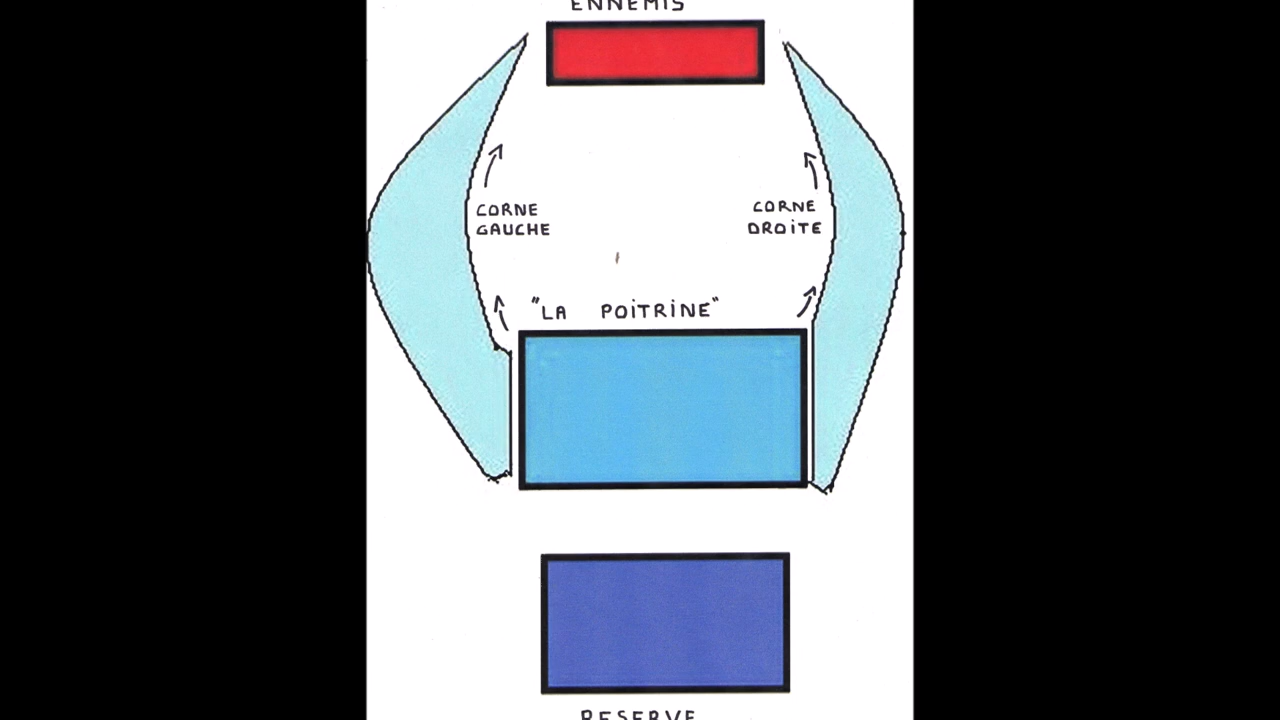 ENNEMIS
CORNE
GAUCHE
CORNE
DROiTE
"LA POiTRiNE"
RESERVE